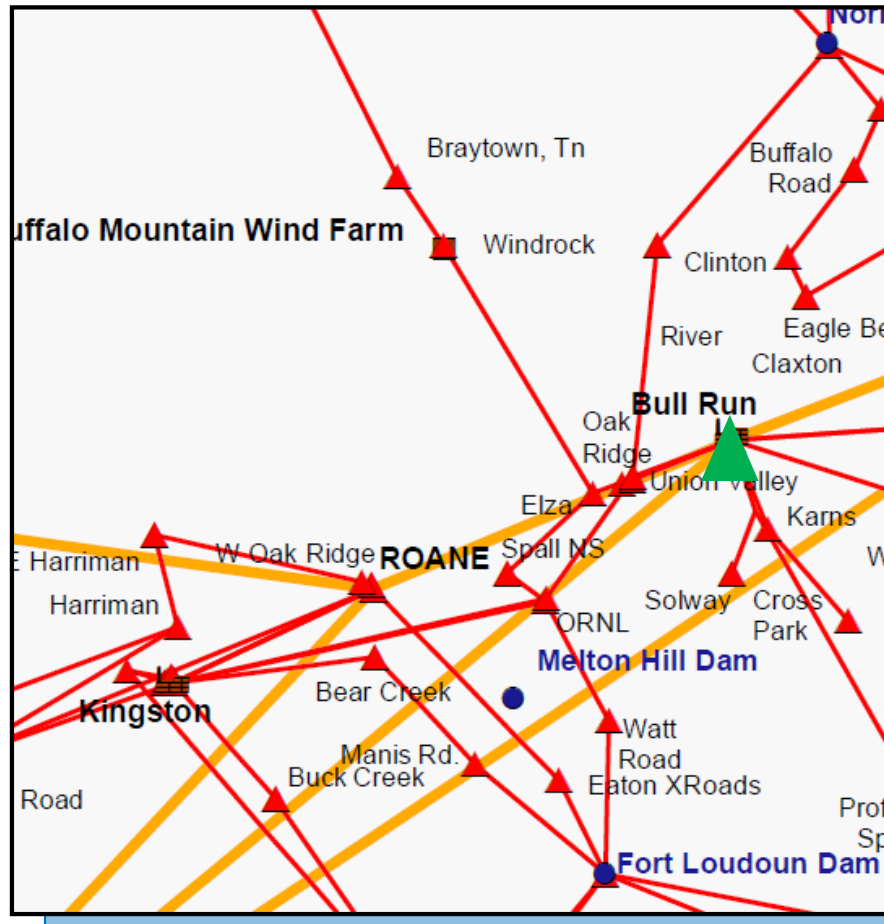 Braytown, Tn
Buffalo
Road
uffalo Mountain Wind Farm
Windrock
Clinton
River
Eagle Be
Claxton
Bull Run
Oak
Ridge
Union Valley
Elza
Karns
E Harriman
W Oak Ridge
ROANE
Spall NS
Harriman
Solway
Cross
Park
ORNL
Melton Hill Dam
Bear Creek
Kingston
Watt
Road
Manis Rd.
Buck Creek
Eaton XRoads
Road
Prof
Sp
Fort Loudoun Dam